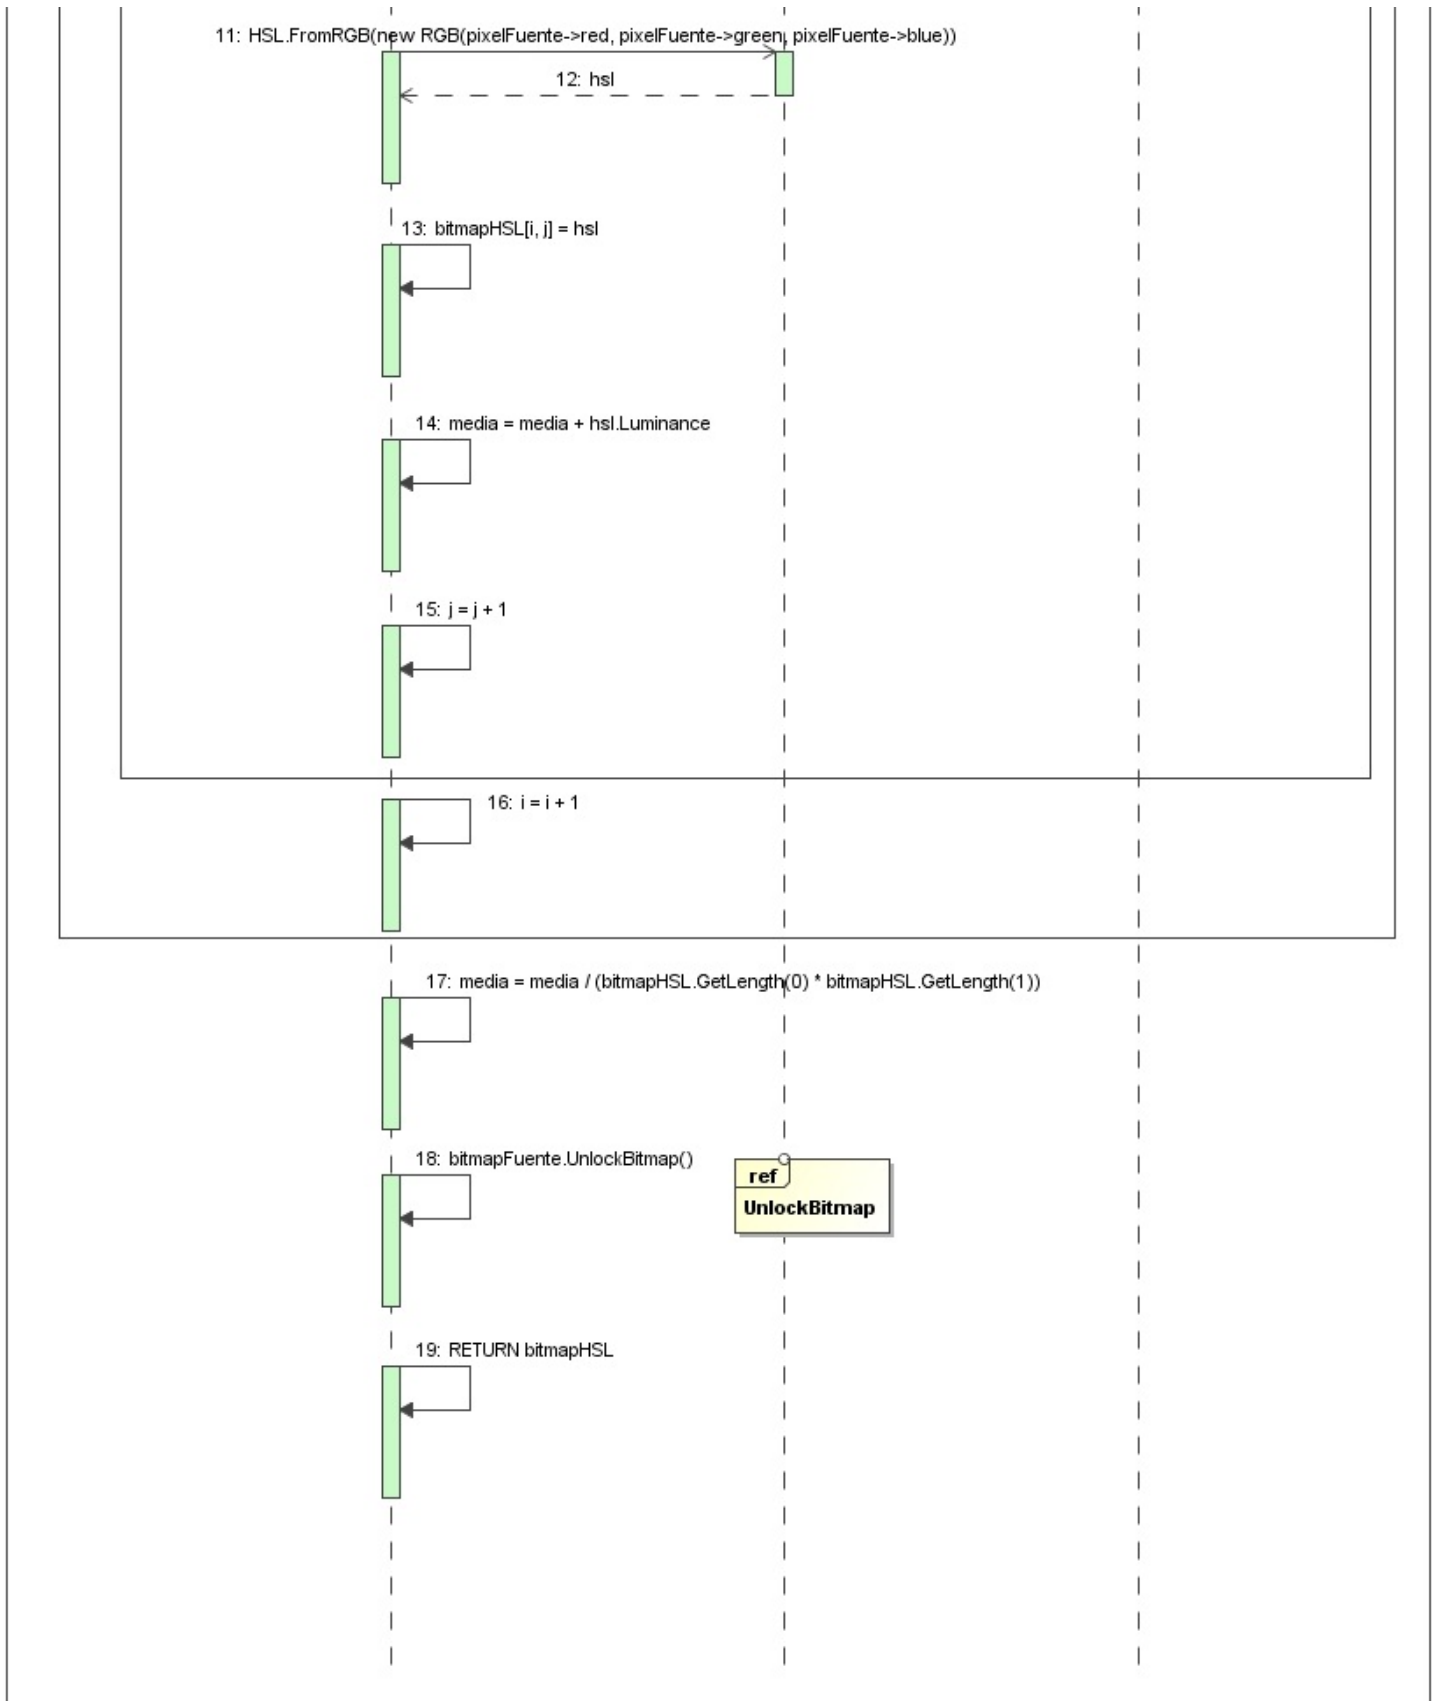 11: HSL.FromRGB(new RGB(pixelFuente->red, pixelFuente->green, pixelFuente->blue))
12: hsl
13: bitmapHSL[i, j] = hsl
14: media = media + hsl.Luminance
15: j = j + 1
16: i = i + 1
17: media = media / (bitmapHSL.GetLength(0) * bitmapHSL.GetLength(1))
18: bitmapFuente.UnlockBitmap()
ref
UnlockBitmap
19: RETURN bitmapHSL